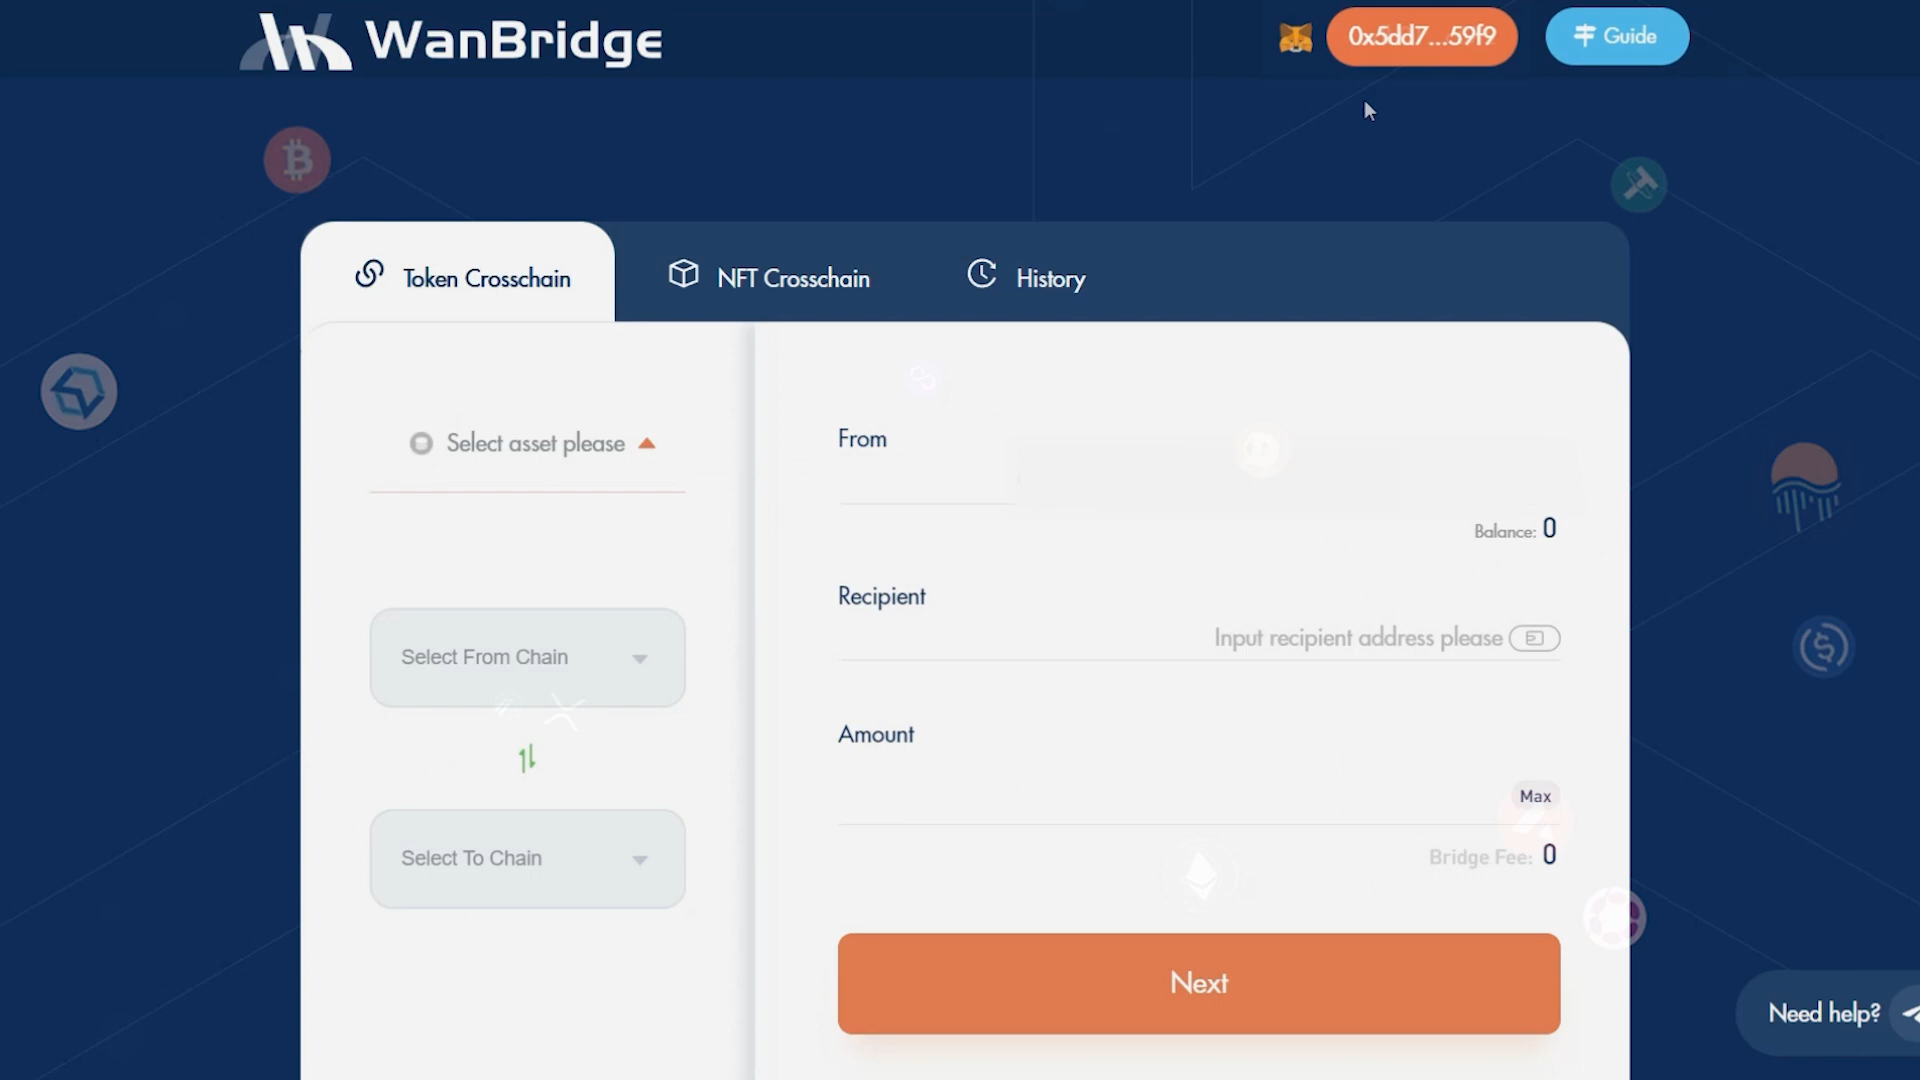 WanBridge
0x5dd7...59f9
Guide
Token Crosschain
NFT Crosschain
History
Select asset please
From
Balance: 0
Recipient
Input recipient address please
Select From Chain
Amount
Max
Select To Chain
Bridge Fee: 0
Next
Need help?